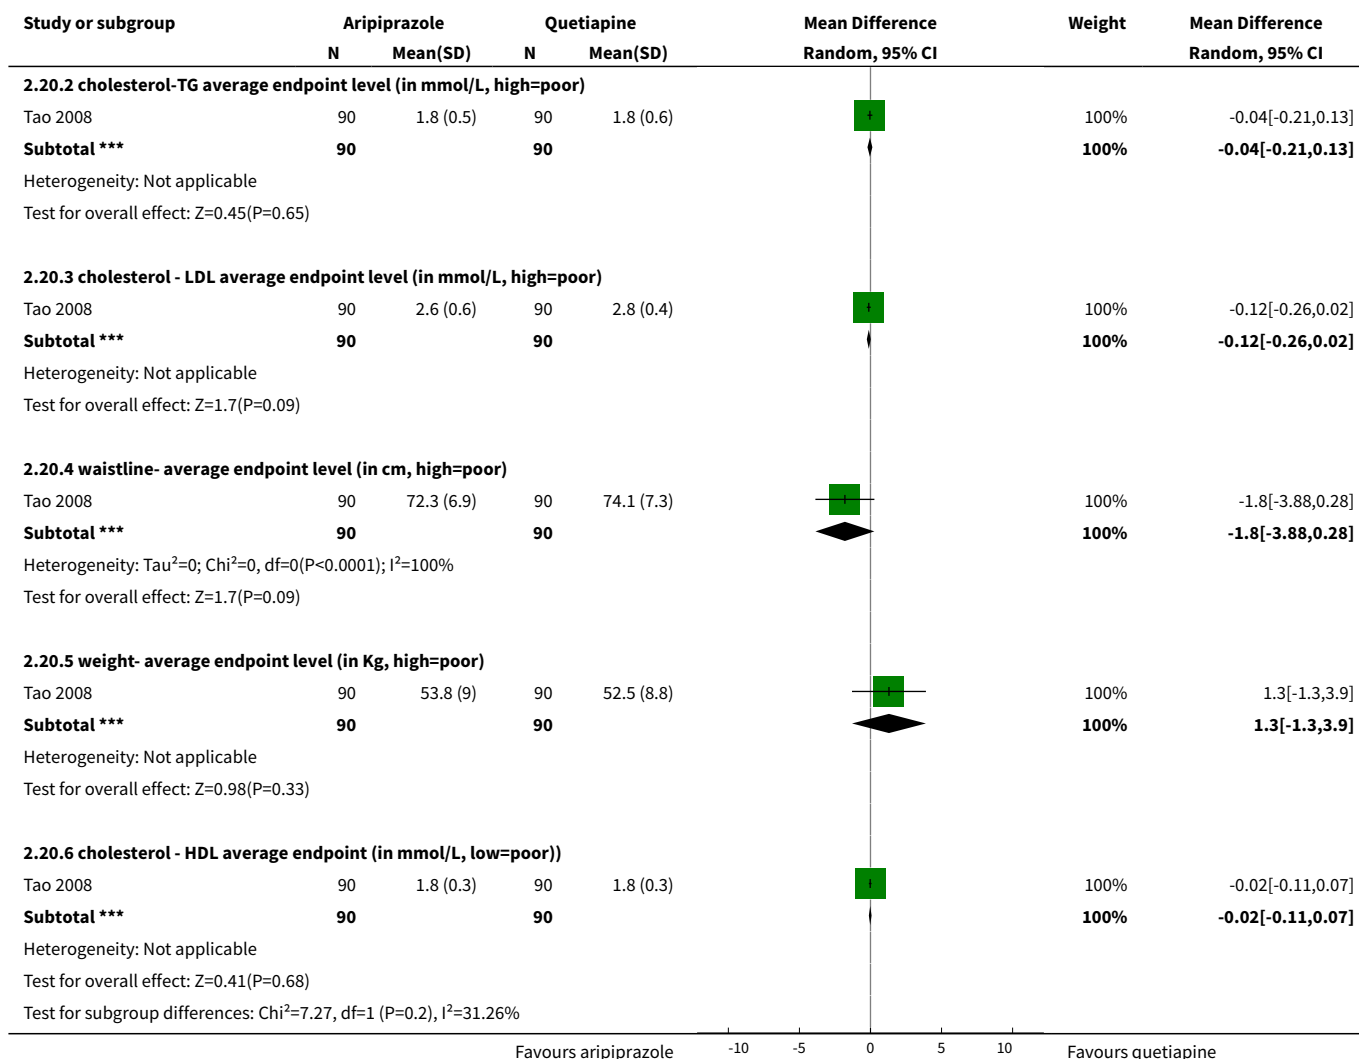 Study or subgroup Aripiprazole Quetiapine Mean Difference Weight Mean Difference
N Mean(SD) N Mean(SD) Random, 95% CI Random, 95% CI
2.20.2 cholesterol-TG average endpoint level (in mmol/L, high=poor)
Tao 2008 90 1.8 (0.5) 90 1.8 (0.6) 100% -0.04[-0.21,0.13]
Subtotal *** 90 90 100% -0.04[-0.21,0.13]
Heterogeneity: Not applicable
Test for overall effect: Z=0.45(P=0.65)
2.20.3 cholesterol - LDL average endpoint level (in mmol/L, high=poor)
Tao 2008 90 2.6 (0.6) 90 2.8 (0.4) 100% -0.12[-0.26,0.02]
Subtotal *** 90 90 100% -0.12[-0.26,0.02]
Heterogeneity: Not applicable
Test for overall effect: Z=1.7(P=0.09)
2.20.4 waistline- average endpoint level (in cm, high=poor)
Tao 2008 90 72.3 (6.9) 90 74.1 (7.3) 100% -1.8[-3.88,0.28]
Subtotal *** 90 90 100% -1.8[-3.88,0.28]
Heterogeneity: Tau²=0; Chi²=0, df=0(P<0.0001); I²=100%
Test for overall effect: Z=1.7(P=0.09)
2.20.5 weight- average endpoint level (in Kg, high=poor)
Tao 2008 90 53.8 (9) 90 52.5 (8.8) 100% 1.3[-1.3,3.9]
Subtotal *** 90 90 100% 1.3[-1.3,3.9]
Heterogeneity: Not applicable
Test for overall effect: Z=0.98(P=0.33)
2.20.6 cholesterol - HDL average endpoint (in mmol/L, low=poor))
Tao 2008 90 1.8 (0.3) 90 1.8 (0.3) 100% -0.02[-0.11,0.07]
Subtotal *** 90 90 100% -0.02[-0.11,0.07]
Heterogeneity: Not applicable
Test for overall effect: Z=0.41(P=0.68)
Test for subgroup differences: Chi²=7.27, df=1 (P=0.2), I²=31.26%
Favours aripiprazole -10 -5 0 5 10 Favours quetiapine